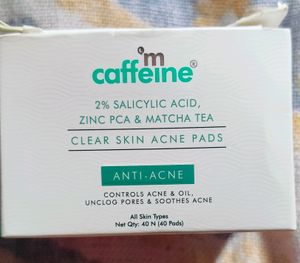 'm
caffeine®
2% SALICYLIC ACID,
ZINC PCA & MATCHA TEA
CLEAR SKIN ACNE PADS
ANTI-ACNE
CONTROLS ACNE & OIL,
UNCLOG PORES & SOOTHES ACNE
All Skin Types
Net Qty: 40 N (40 Pads)